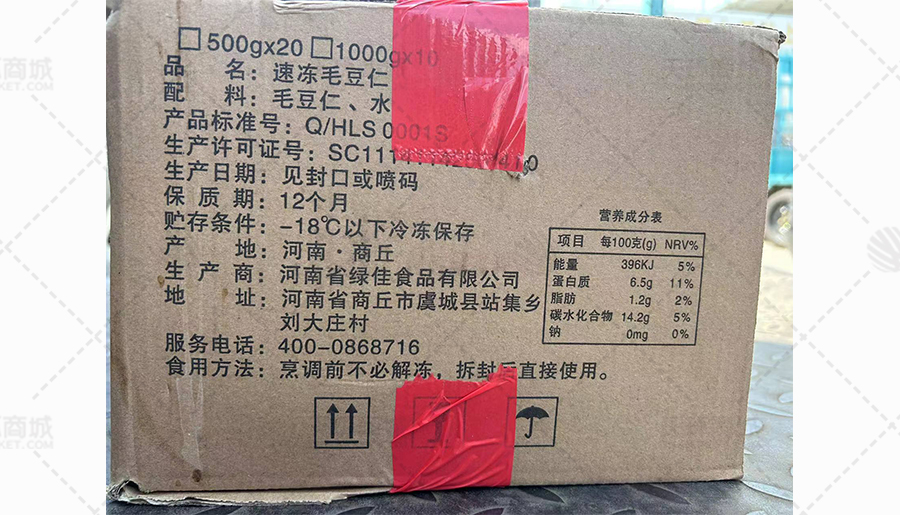 □500gx20 □1000gx10
品 名：速冻毛豆仁
配 料：毛豆仁、水
产品标准号：Q/HLS 0001S
生产许可证号：
生产日期：见封口或喷码
保 质 期：12个月
贮存条件：-18℃以下冷冻保存
产 地：河南·商丘
生 产 商：河南省绿佳食品有限公司
地 址：河南省商丘市虞城县站集乡
刘大庄村
服务电话：400-0868716
食用方法：烹调前不必解冻，拆封后直接使用。
营养成分表
项目 每100克(g) NRV%
能量 396KJ 5%
蛋白质 6.5g 11%
脂肪 1.2g 2%
碳水化合物 14.2g 5%
钠 0mg 0%
商城
商城